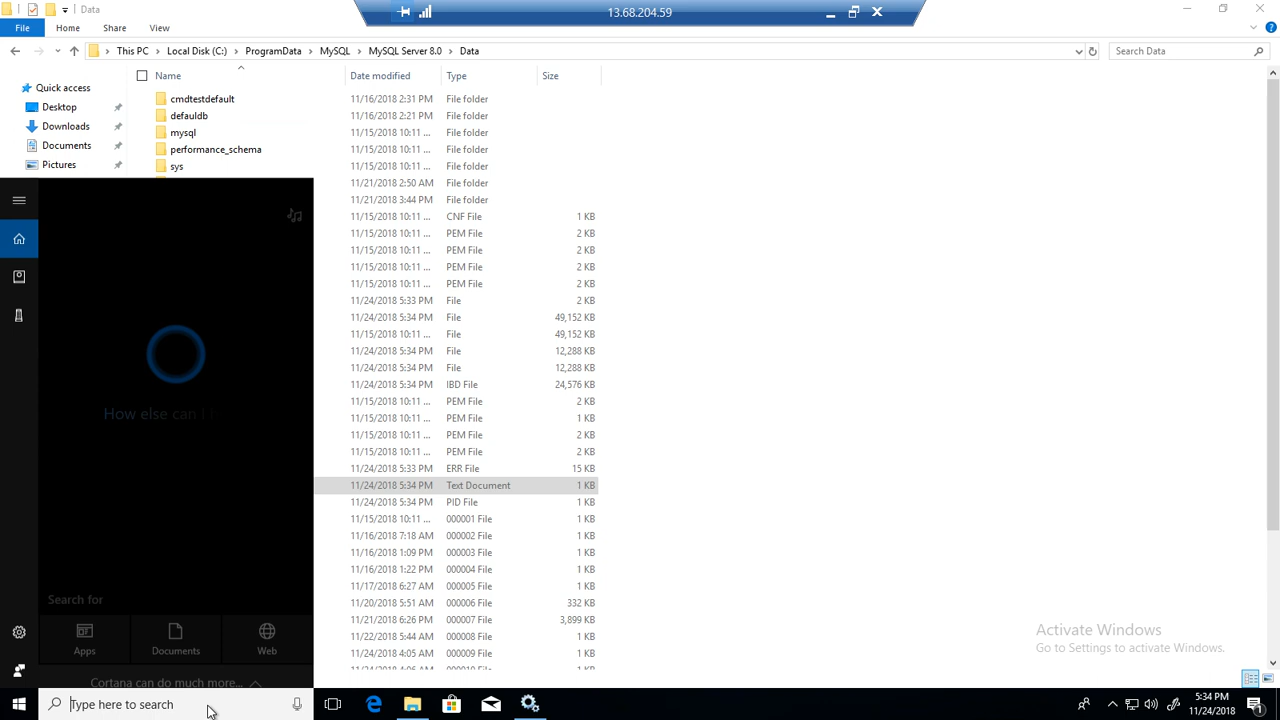 Data
13.68.204.59
File Home Share View
This PC Local Disk (C:) ProgramData MySQL MySQL Server 8.0 Data Search Data
Name Date modified Type Size
Quick access
Desktop
Downloads
Documents
Pictures
cmdtestdefault 11/16/2018 2:31 PM File folder
defauldb 11/16/2018 2:21 PM File folder
mysql 11/15/2018 10:11 ... File folder
performance_schema 11/15/2018 10:11 ... File folder
sys 11/15/2018 10:11 ... File folder
11/21/2018 2:50 AM File folder
11/21/2018 3:44 PM File folder
11/15/2018 10:11 ... CNF File 1 KB
11/15/2018 10:11 ... PEM File 2 KB
11/15/2018 10:11 ... PEM File 2 KB
11/15/2018 10:11 ... PEM File 2 KB
11/15/2018 10:11 ... PEM File 2 KB
11/24/2018 5:33 PM File 2 KB
11/24/2018 5:34 PM File 49,152 KB
11/15/2018 10:11 ... File 49,152 KB
11/24/2018 5:34 PM File 12,288 KB
11/24/2018 5:34 PM File 12,288 KB
11/24/2018 5:34 PM IBD File 24,576 KB
11/15/2018 10:11 ... PEM File 2 KB
11/15/2018 10:11 ... PEM File 1 KB
11/15/2018 10:11 ... PEM File 2 KB
11/15/2018 10:11 ... PEM File 2 KB
11/24/2018 5:33 PM ERR File 15 KB
11/24/2018 5:34 PM Text Document 1 KB
11/24/2018 5:34 PM PID File 1 KB
11/15/2018 10:11 ... 000001 File 1 KB
11/16/2018 7:18 AM 000002 File 1 KB
11/16/2018 1:09 PM 000003 File 1 KB
11/16/2018 1:22 PM 000004 File 1 KB
11/17/2018 6:27 AM 000005 File 1 KB
11/20/2018 5:51 AM 000006 File 332 KB
11/21/2018 6:26 PM 000007 File 3,899 KB
11/22/2018 5:44 AM 000008 File 1 KB
11/24/2018 4:05 AM 000009 File 1 KB
11/24/2018 4:06 AM 000010 File 1 KB
How else can I
Search for
Apps Documents Web
Cortana can do much more...
Type here to search
Activate Windows
Go to Settings to activate Windows.
5:34 PM
11/24/2018
1